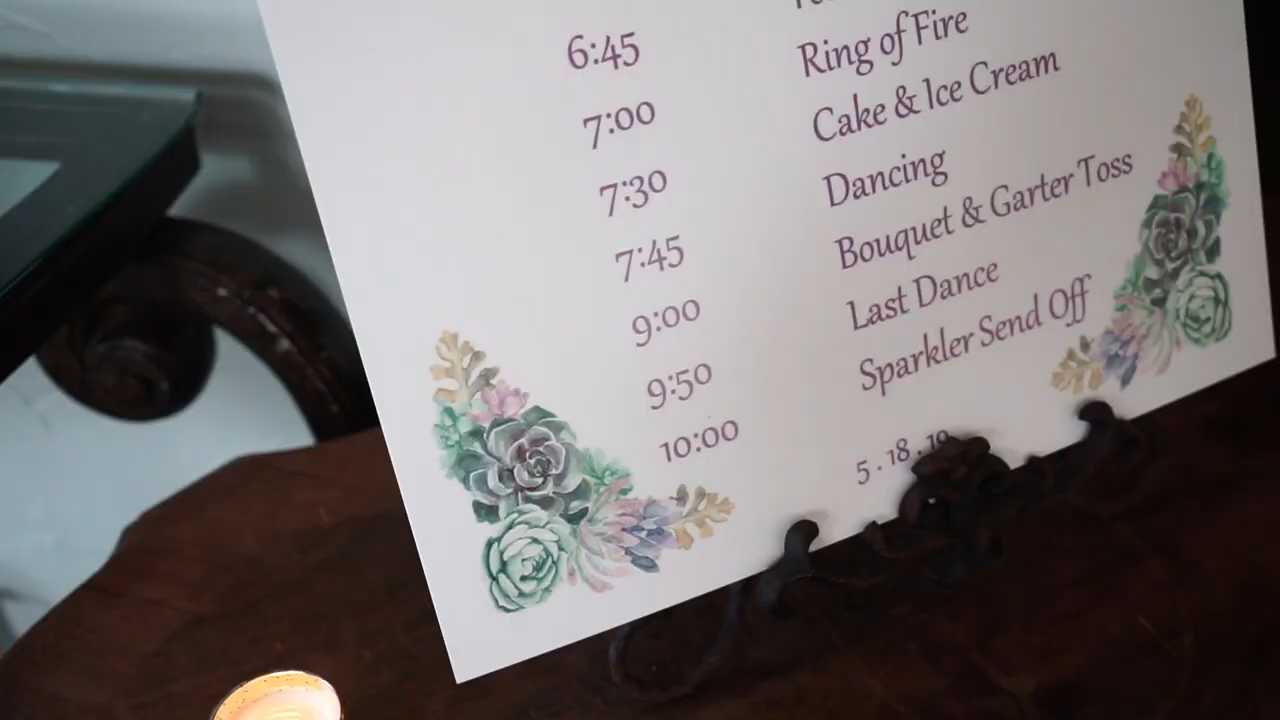 6:45
7:00 Ring of Fire
7:30 Cake & Ice Cream
7:45 Dancing
9:00 Bouquet & Garter Toss
9:50 Last Dance
10:00 Sparkler Send Off
5.18.19